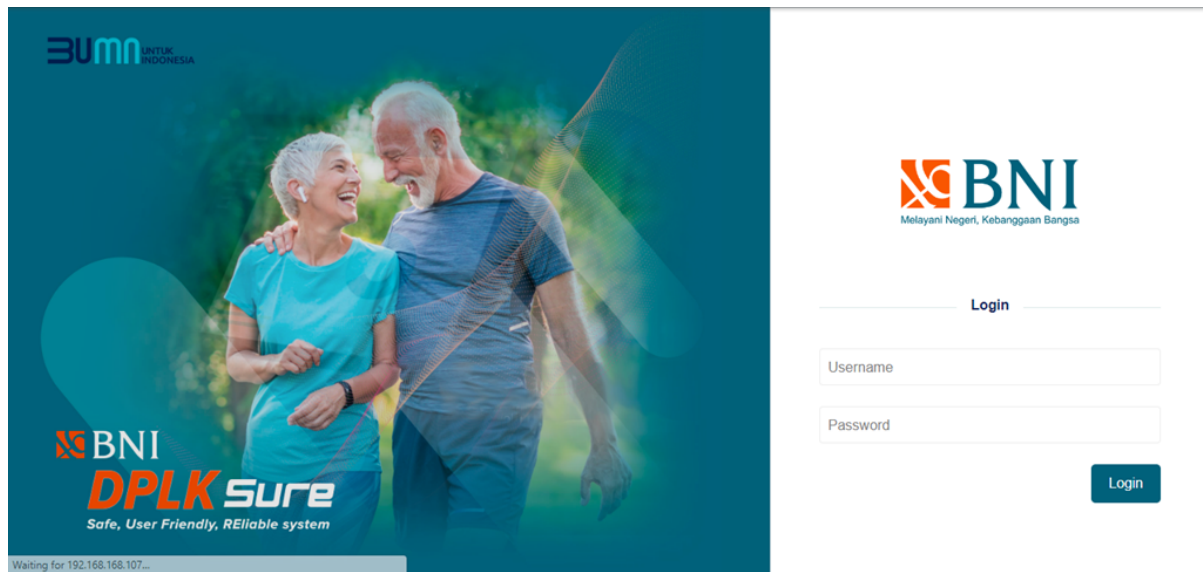 BUMN UNTUK
INDONESIA
BNI
DPLK Sure
Safe, User Friendly, REliable system
Waiting for 192.168.168.107...
BNI
Melayani Negeri, Kebanggaan Bangsa
Login
Username
Password
Login